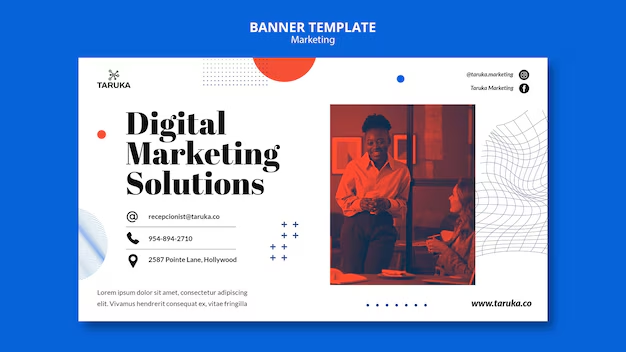 BANNER TEMPLATE
Marketing
TARUKA
@taruka.marketing
Taruka Marketing
Digital
Marketing
Solutions
recepcionist@taruka.co
954-894-2710
2587 Pointe Lane, Hollywood
Lorem ipsum dolor sit amet, consectetur adipiscing
elit. Vivamus hendrerit consequat ex, vitae fringilla
www.taruka.co